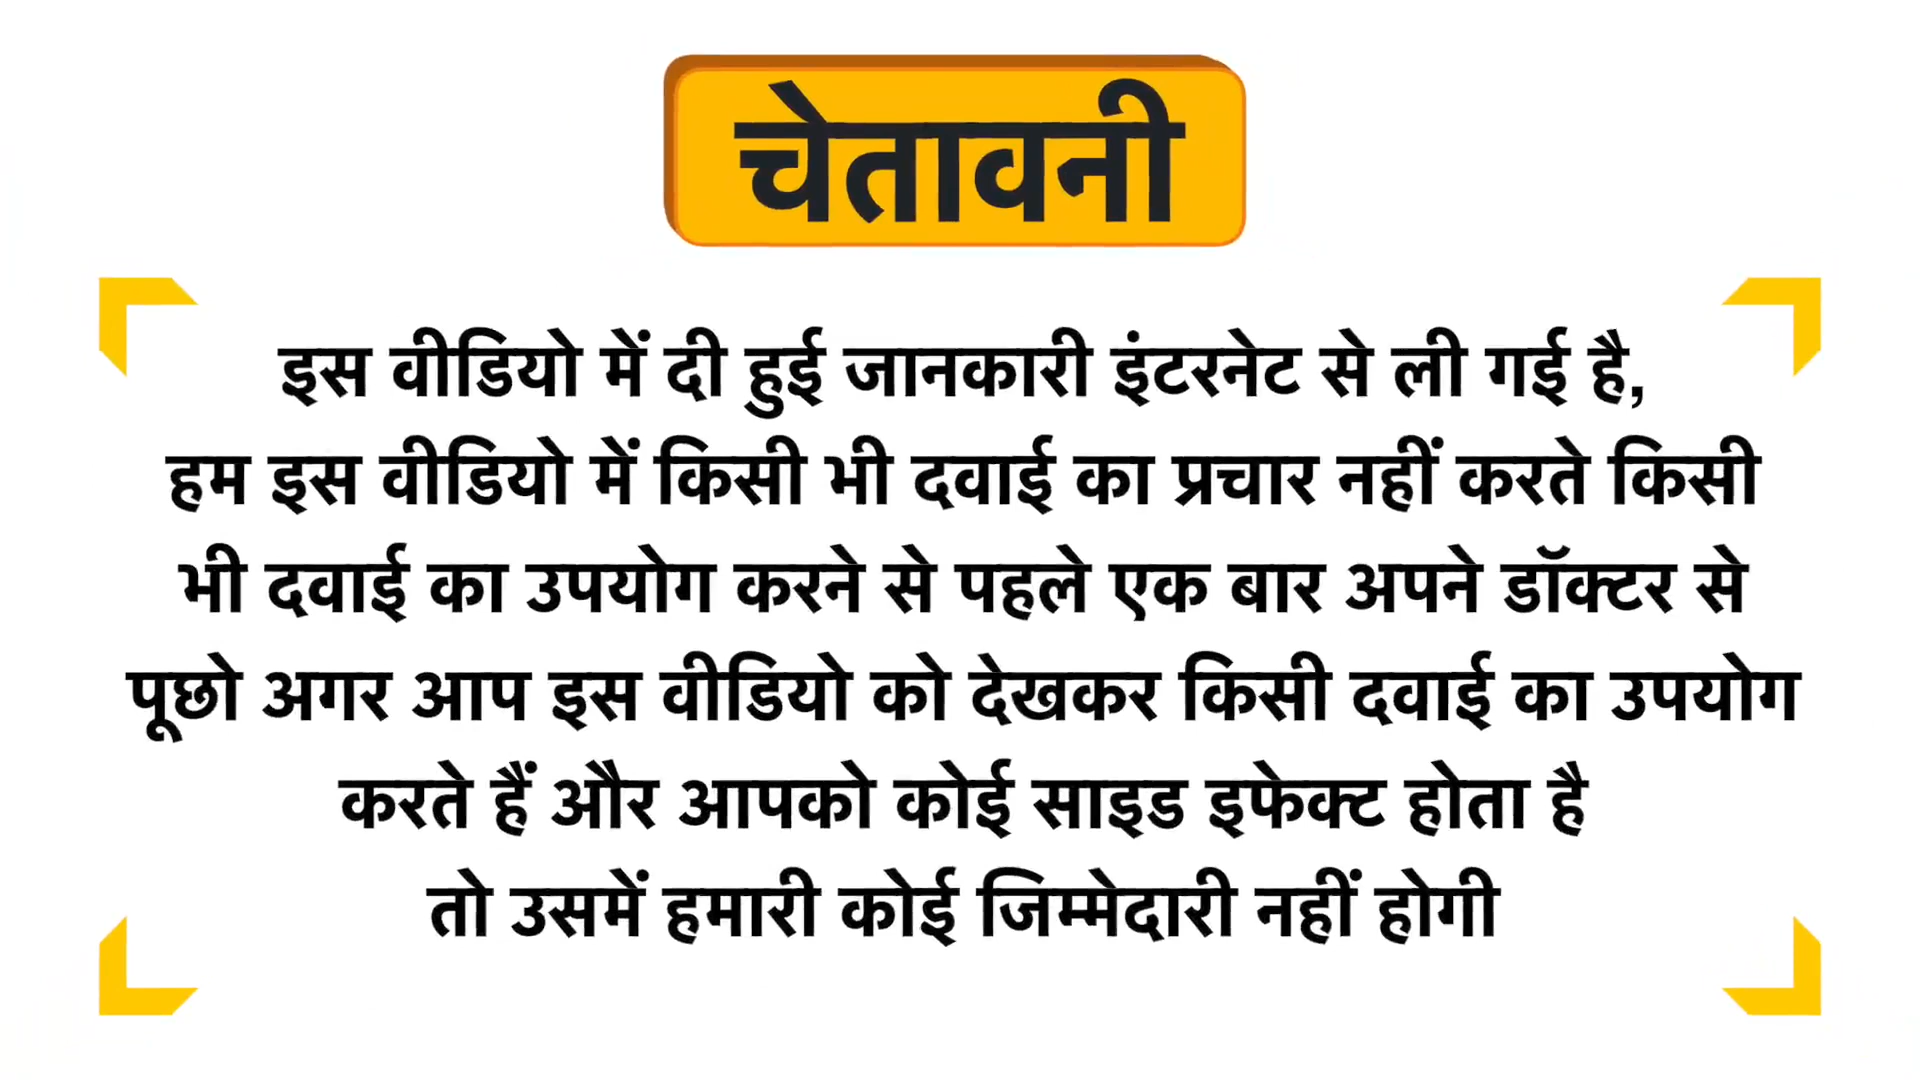 चेतावनी
इस वीडियो में दी हुई जानकारी इंटरनेट से ली गई है,
हम इस वीडियो में किसी भी दवाई का प्रचार नहीं करते किसी
भी दवाई का उपयोग करने से पहले एक बार अपने डॉक्टर से
पूछो अगर आप इस वीडियो को देखकर किसी दवाई का उपयोग
करते हैं और आपको कोई साइड इफेक्ट होता है
तो उसमें हमारी कोई जिम्मेदारी नहीं होगी